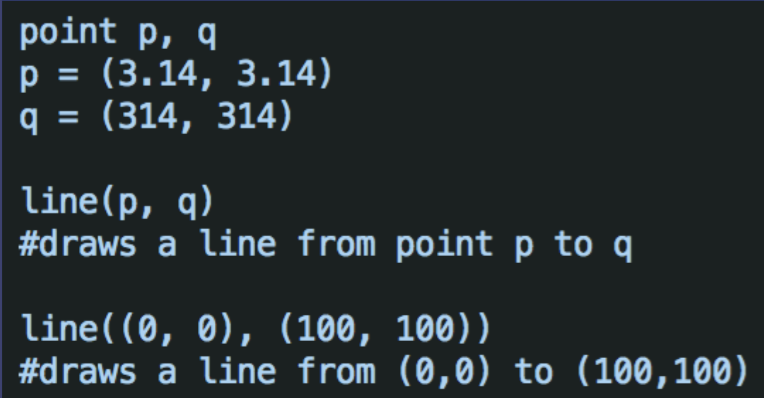 point p, q
p = (3.14, 3.14)
q = (314, 314)
line(p, q)
#draws a line from point p to q
line((0, 0), (100, 100))
#draws a line from (0,0) to (100,100)